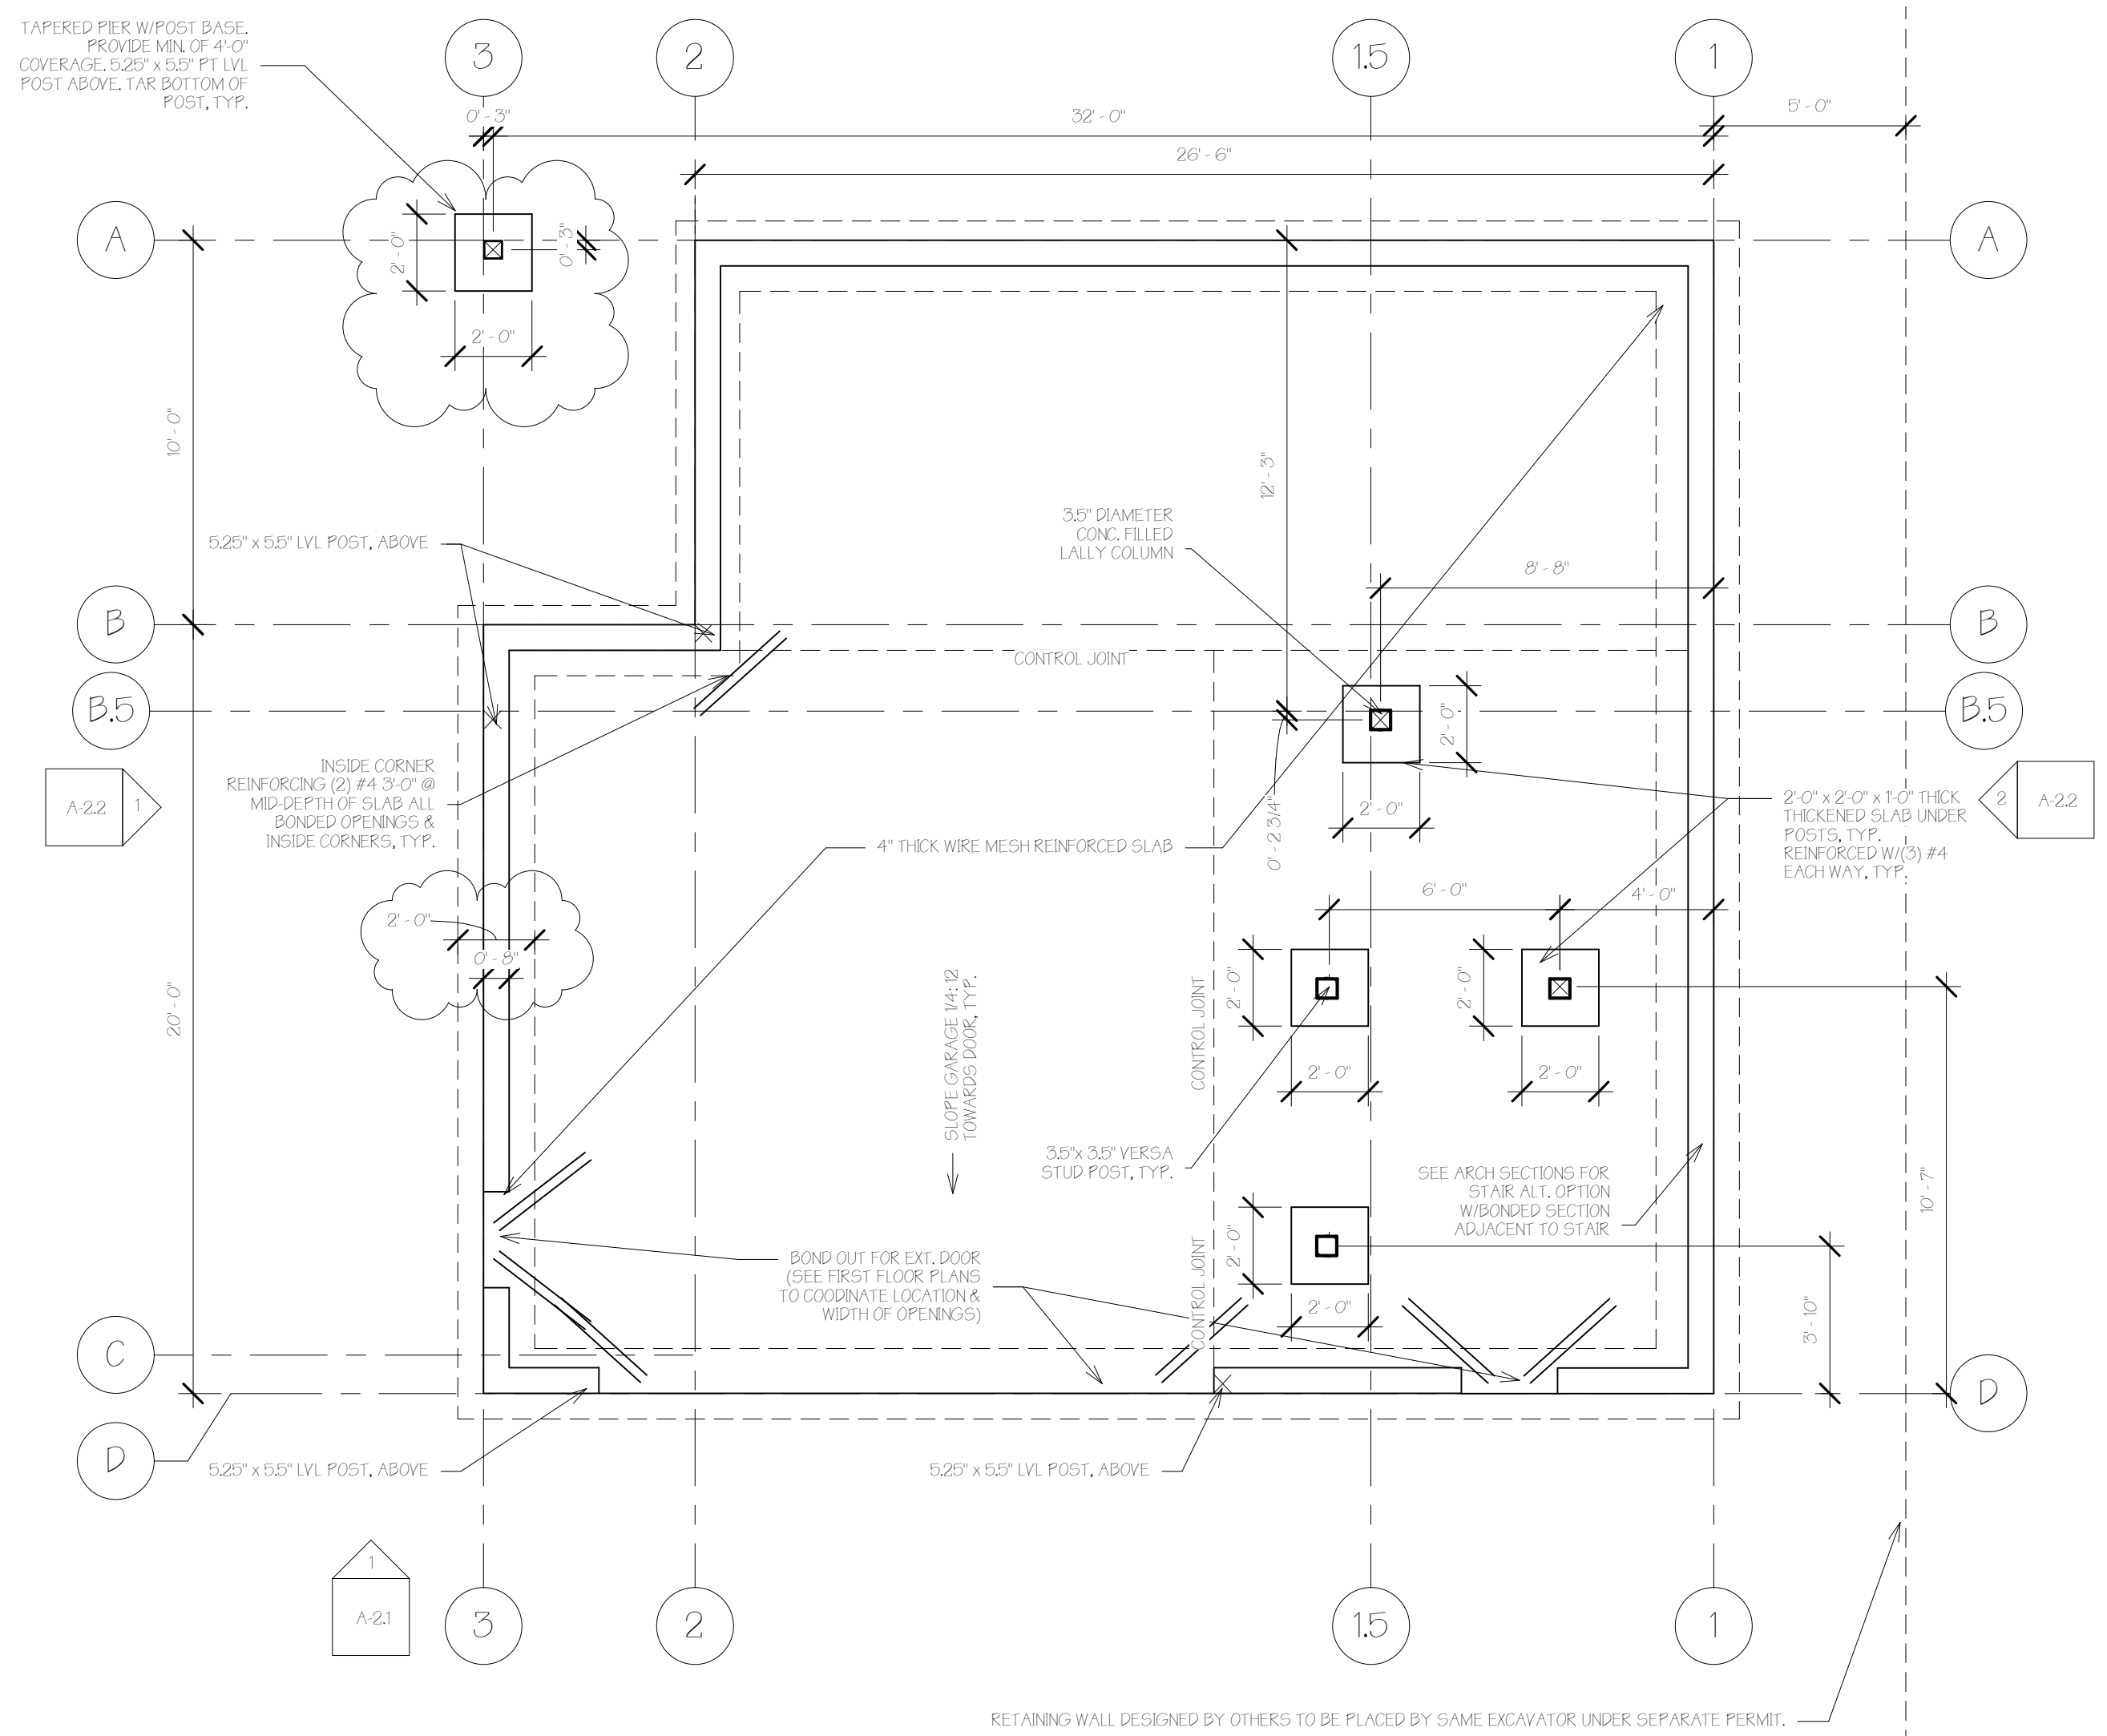 TAPERED PIER W/POST BASE.
PROVIDE MIN. OF 4'-0"
COVERAGE. 5.25" x 5.5" PT LVL
POST ABOVE. TAR BOTTOM OF
POST, TYP.
3
2
1.5
1
0' - 3"
32' - 0"
5' - 0"
26' - 6"
A
A
2' - 0"
0' - 3"
2' - 0"
10' - 0"
12' - 3"
5.25" x 5.5" LVL POST, ABOVE
3.5" DIAMETER
CONC. FILLED
LALLY COLUMN
8' - 8"
B
B
CONTROL JOINT
B.5
B.5
2' - 0"
INSIDE CORNER
REINFORCING (2) #4 3'-0" @
MID-DEPTH OF SLAB ALL
BONDED OPENINGS &
INSIDE CORNERS, TYP.
A-2.2
1
2' - 0"
0' - 2 3/4"
2'-0" x 2'-0" x 1'-0" THICK
THICKENED SLAB UNDER
POSTS, TYP.
REINFORCED W/(3) #4
EACH WAY, TYP.
2
A-2.2
4" THICK WIRE MESH REINFORCED SLAB
6' - 0"
4' - 0"
2' - 0"
0' - 8"
20' - 0"
SLOPE GARAGE 1/4:12
TOWARDS DOOR, TYP.
CONTROL JOINT
2' - 0"
2' - 0"
2' - 0"
2' - 0"
3.5"x 3.5" VERSA
STUD POST, TYP.
SEE ARCH SECTIONS FOR
STAIR ALT. OPTION
W/BONDED SECTION
ADJACENT TO STAIR
10' - 7"
BOND OUT FOR EXT. DOOR
(SEE FIRST FLOOR PLANS
TO COODINATE LOCATION &
WIDTH OF OPENINGS)
CONTROL JOINT
2' - 0"
2' - 0"
3' - 10"
C
D
D
5.25" x 5.5" LVL POST, ABOVE
5.25" x 5.5" LVL POST, ABOVE
1
A-2.1
3
2
1.5
1
RETAINING WALL DESIGNED BY OTHERS TO BE PLACED BY SAME EXCAVATOR UNDER SEPARATE PERMIT.